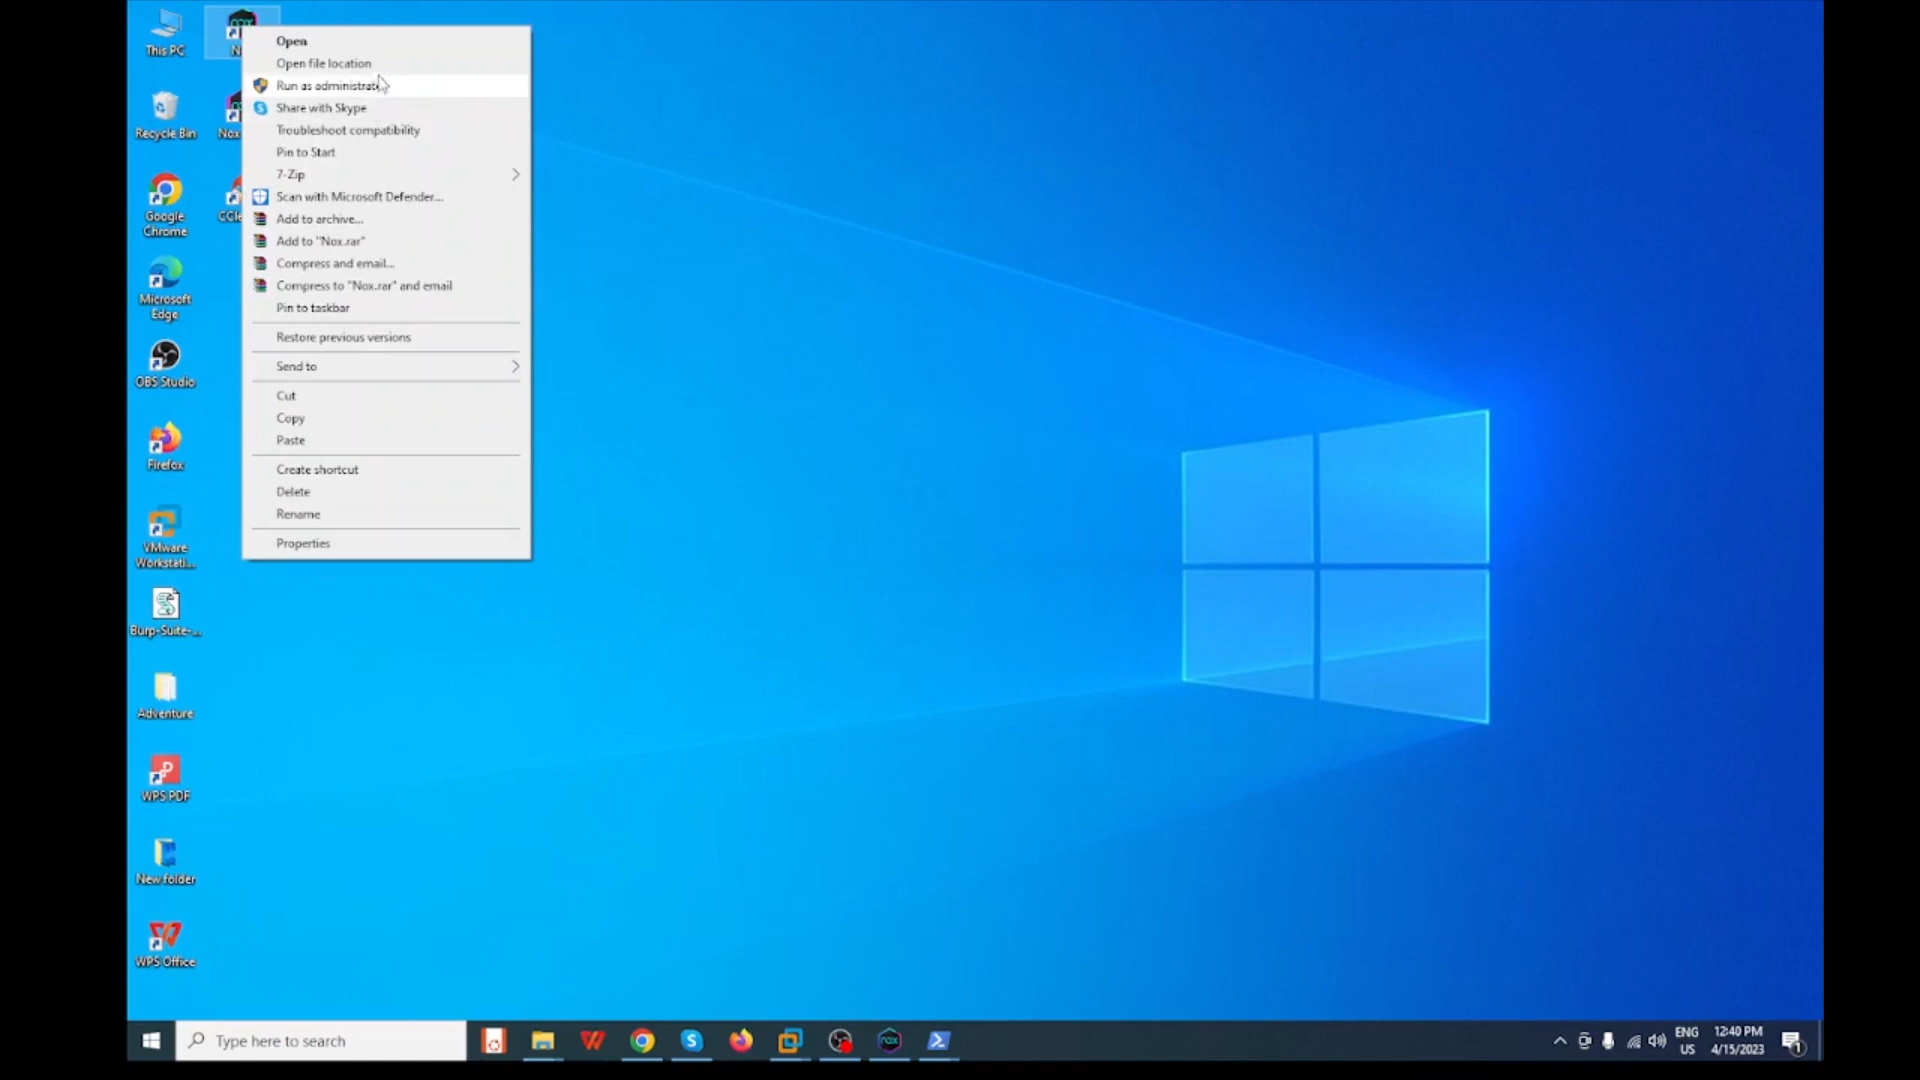 This PC
Recycle Bin
Google
Chrome
Microsoft
Edge
OBS Studio
Firefox
VMware
Workstati...
Burp-Suite-...
Adventure
WPS PDF
New folder
WPS Office
N
Nox
CCle
Open
Open file location
Run as administrat
Share with Skype
Troubleshoot compatibility
Pin to Start
7-Zip
Scan with Microsoft Defender...
Add to archive...
Add to "Nox.rar"
Compress and email...
Compress to "Nox.rar" and email
Pin to taskbar
Restore previous versions
Send to
Cut
Copy
Paste
Create shortcut
Delete
Rename
Properties
Type here to search
nox
ENG
US
12:40 PM
4/15/2023
1